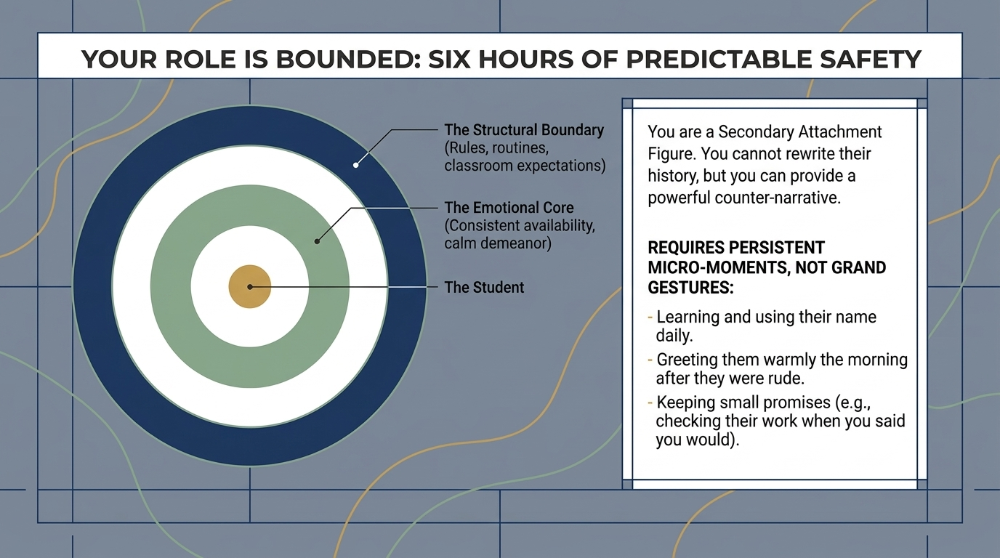 YOUR ROLE IS BOUNDED: SIX HOURS OF PREDICTABLE SAFETY
The Structural Boundary
(Rules, routines,
classroom expectations)
The Emotional Core
(Consistent availability,
calm demeanor)
The Student
You are a Secondary Attachment
Figure. You cannot rewrite their
history, but you can provide a
powerful counter-narrative.
REQUIRES PERSISTENT
MICRO-MOMENTS, NOT GRAND
GESTURES:
- Learning and using their name
daily.
- Greeting them warmly the morning
after they were rude.
- Keeping small promises (e.g.,
checking their work when you said
you would).